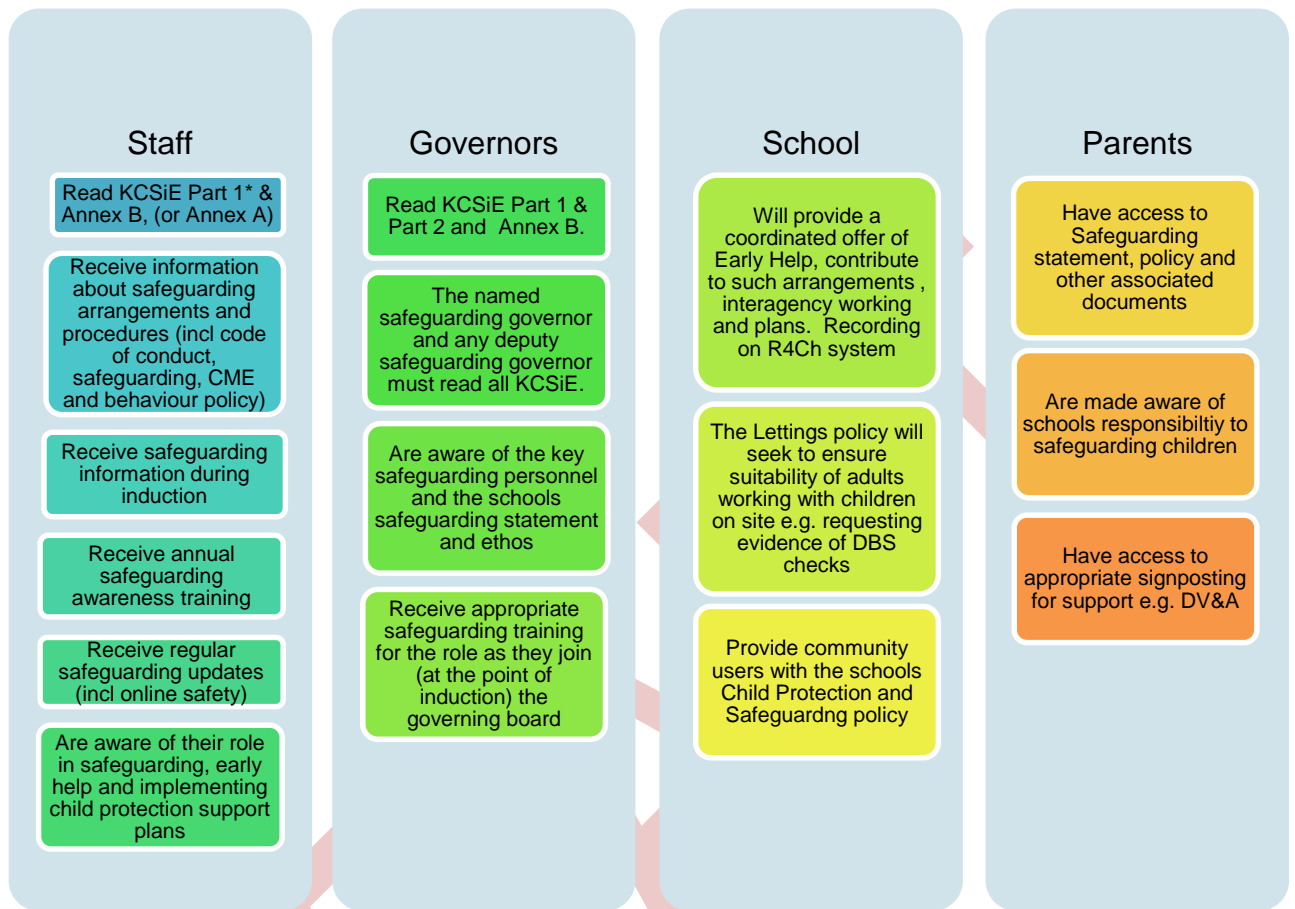 Staff
Read KCSiE Part 1* &
Annex B, (or Annex A)
Receive information
about safeguarding
arrangements and
procedures (incl code
of conduct,
safeguarding, CME
and behaviour policy)
Receive safeguarding
information during
induction
Receive annual
safeguarding
awareness training
Receive regular
safeguarding updates
(incl online safety)
Are aware of their role
in safeguarding, early
help and implementing
child protection support
plans
Governors
Read KCSiE Part 1 &
Part 2 and Annex B.
The named
safeguarding governor
and any deputy
safeguarding governor
must read all KCSiE.
Are aware of the key
safeguarding personnel
and the schools
safeguarding statement
and ethos
Receive appropriate
safeguarding training
for the role as they join
(at the point of
induction) the
governing board
School
Will provide a
coordinated offer of
Early Help, contribute
to such arrangements ,
interagency working
and plans. Recording
on R4Ch system
The Lettings policy will
seek to ensure
suitability of adults
working with children
on site e.g. requesting
evidence of DBS
checks
Provide community
users with the schools
Child Protection and
Safeguardng policy
Parents
Have access to
Safeguarding
statement, policy and
other associated
documents
Are made aware of
schools responsibiltiy to
safeguarding children
Have access to
appropriate signposting
for support e.g. DV&A